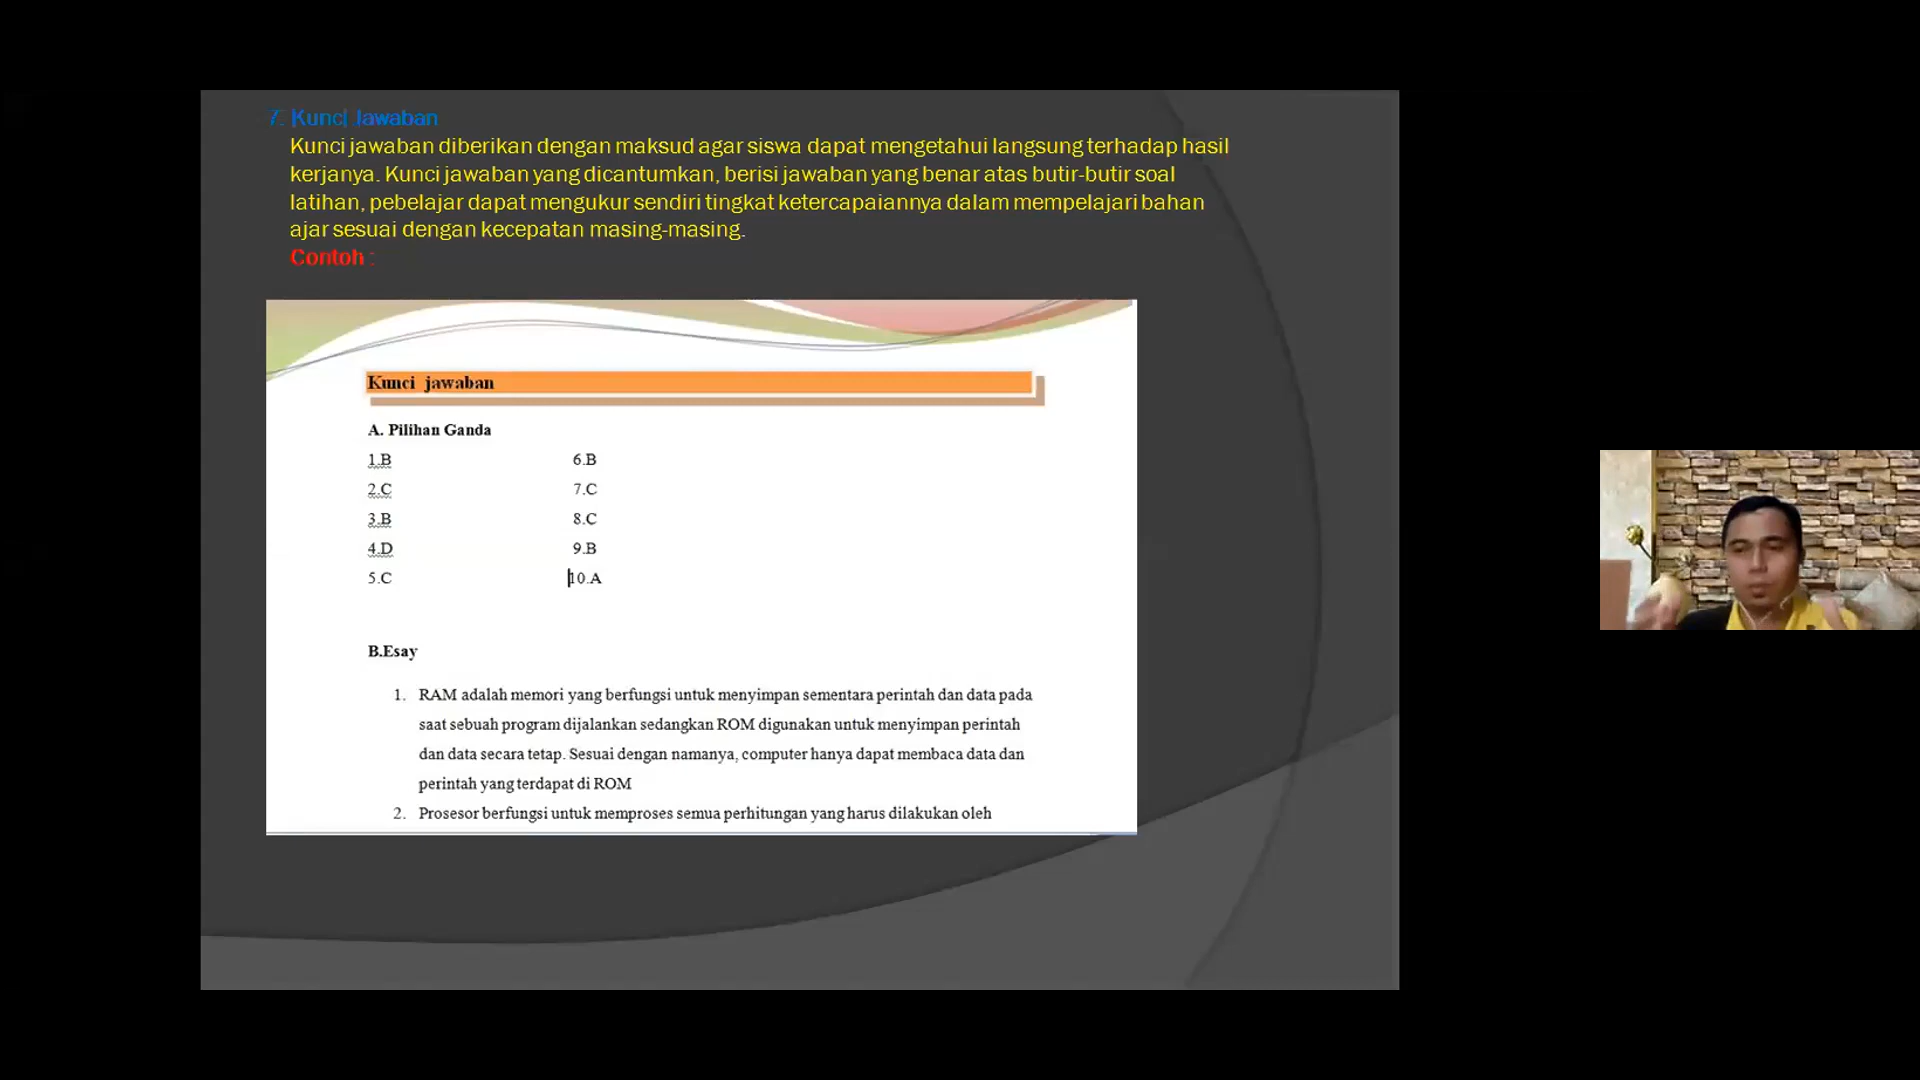 7. Kunci Jawaban
Kunci jawaban diberikan dengan maksud agar siswa dapat mengetahui langsung terhadap hasil
kerjanya. Kunci jawaban yang dicantumkan, berisi jawaban yang benar atas butir-butir soal
latihan, pebelajar dapat mengukur sendiri tingkat ketercapaiannya dalam mempelajari bahan
ajar sesuai dengan kecepatan masing-masing.
Contoh :
Kunci jawaban
A. Pilihan Ganda
1.B 6.B
2.C 7.C
3.B 8.C
4.D 9.B
5.C 10.A
B.Esay
1. RAM adalah memori yang berfungsi untuk menyimpan sementara perintah dan data pada
saat sebuah program dijalankan sedangkan ROM digunakan untuk menyimpan perintah
dan data secara tetap. Sesuai dengan namanya, computer hanya dapat membaca data dan
perintah yang terdapat di ROM
2. Prosesor berfungsi untuk memproses semua perhitungan yang harus dilakukan oleh